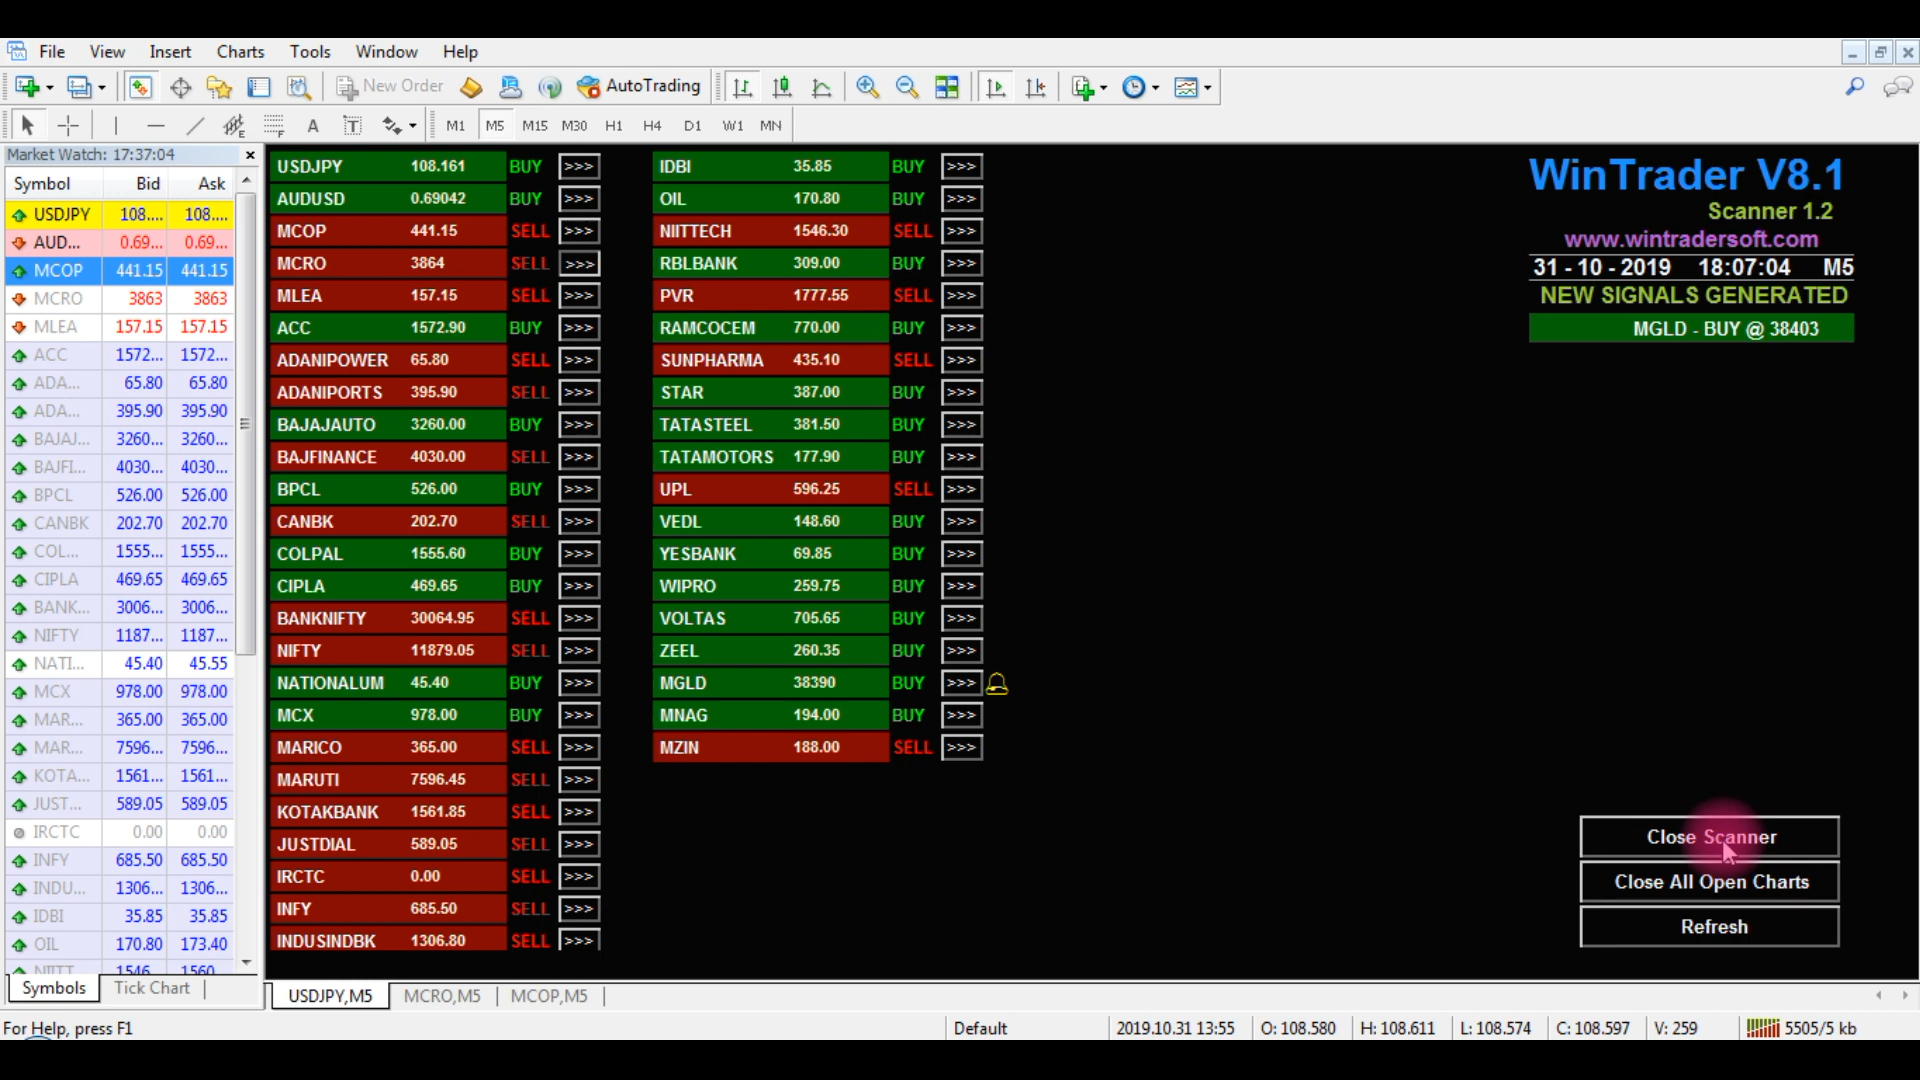 File View Insert Charts Tools Window Help
New Order AutoTrading
A T M1 M5 M15 M30 H1 H4 D1 W1 MN
Market Watch: 17:37:04
Symbol Bid Ask
USDJPY 108.... 108....
AUD... 0.69... 0.69...
MCOP 441.15 441.15
MCRO 3863 3863
MLEA 157.15 157.15
ACC 1572... 1572...
ADA... 65.80 65.80
ADA... 395.90 395.90
BAJAJ... 3260... 3260...
BAJFI... 4030... 4030...
BPCL 526.00 526.00
CANBK 202.70 202.70
COL... 1555... 1555...
CIPLA 469.65 469.65
BANK... 3006... 3006...
NIFTY 1187... 1187...
NATI... 45.40 45.55
MCX 978.00 978.00
MAR... 365.00 365.00
MAR... 7596... 7596...
KOTA... 1561... 1561...
JUST... 589.05 589.05
IRCTC 0.00 0.00
INFY 685.50 685.50
INDU... 1306... 1306...
IDBI 35.85 35.85
OIL 170.80 173.40
NIITT... 1546... 1560...
Symbols Tick Chart
USDJPY 108.161 BUY >>>
AUDUSD 0.69042 BUY >>>
MCOP 441.15 SELL >>>
MCRO 3864 SELL >>>
MLEA 157.15 SELL >>>
ACC 1572.90 BUY >>>
ADANIPOWER 65.80 SELL >>>
ADANIPORTS 395.90 SELL >>>
BAJAJAUTO 3260.00 BUY >>>
BAJFINANCE 4030.00 SELL >>>
BPCL 526.00 BUY >>>
CANBK 202.70 SELL >>>
COLPAL 1555.60 BUY >>>
CIPLA 469.65 BUY >>>
BANKNIFTY 30064.95 SELL >>>
NIFTY 11879.05 SELL >>>
NATIONALUM 45.40 BUY >>>
MCX 978.00 BUY >>>
MARICO 365.00 SELL >>>
MARUTI 7596.45 SELL >>>
KOTAKBANK 1561.85 SELL >>>
JUSTDIAL 589.05 SELL >>>
IRCTC 0.00 SELL >>>
INFY 685.50 SELL >>>
INDUSINDBK 1306.80 SELL >>>
IDBI 35.85 BUY >>>
OIL 170.80 BUY >>>
NIITTECH 1546.30 SELL >>>
RBLBANK 309.00 BUY >>>
PVR 1777.55 SELL >>>
RAMCOCEM 770.00 BUY >>>
SUNPHARMA 435.10 SELL >>>
STAR 387.00 BUY >>>
TATASTEEL 381.50 BUY >>>
TATAMOTORS 177.90 BUY >>>
UPL 596.25 SELL >>>
VEDL 148.60 BUY >>>
YESBANK 69.85 BUY >>>
WIPRO 259.75 BUY >>>
VOLTAS 705.65 BUY >>>
ZEEL 260.35 BUY >>>
MGLD 38390 BUY >>>
MNAG 194.00 BUY >>>
MZIN 188.00 SELL >>>
WinTrader V8.1
Scanner 1.2
www.wintradersoft.com
31 - 10 - 2019 18:07:04 M5
NEW SIGNALS GENERATED
MGLD - BUY @ 38403
Close Scanner
Close All Open Charts
Refresh
USDJPY,M5 MCRO,M5 MCOP,M5
For Help, press F1 Default 2019.10.31 13:55 O: 108.580 H: 108.611 L: 108.574 C: 108.597 V: 259 5505/5 kb